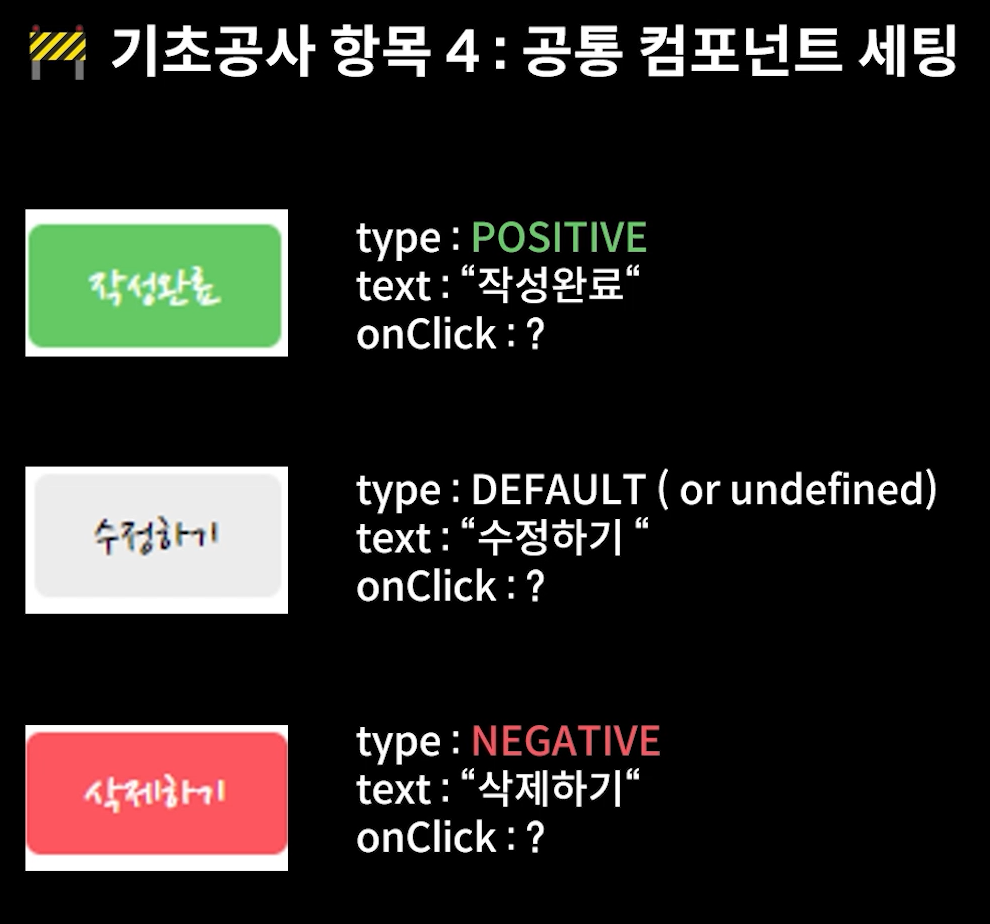 🚧 기초공사 항목 4 : 공통 컴포넌트 세팅
작성완료
type : POSITIVE
text : “작성완료“
onClick : ?
수정하기
type : DEFAULT ( or undefined)
text : “수정하기 “
onClick : ?
삭제하기
type : NEGATIVE
text : “삭제하기“
onClick : ?